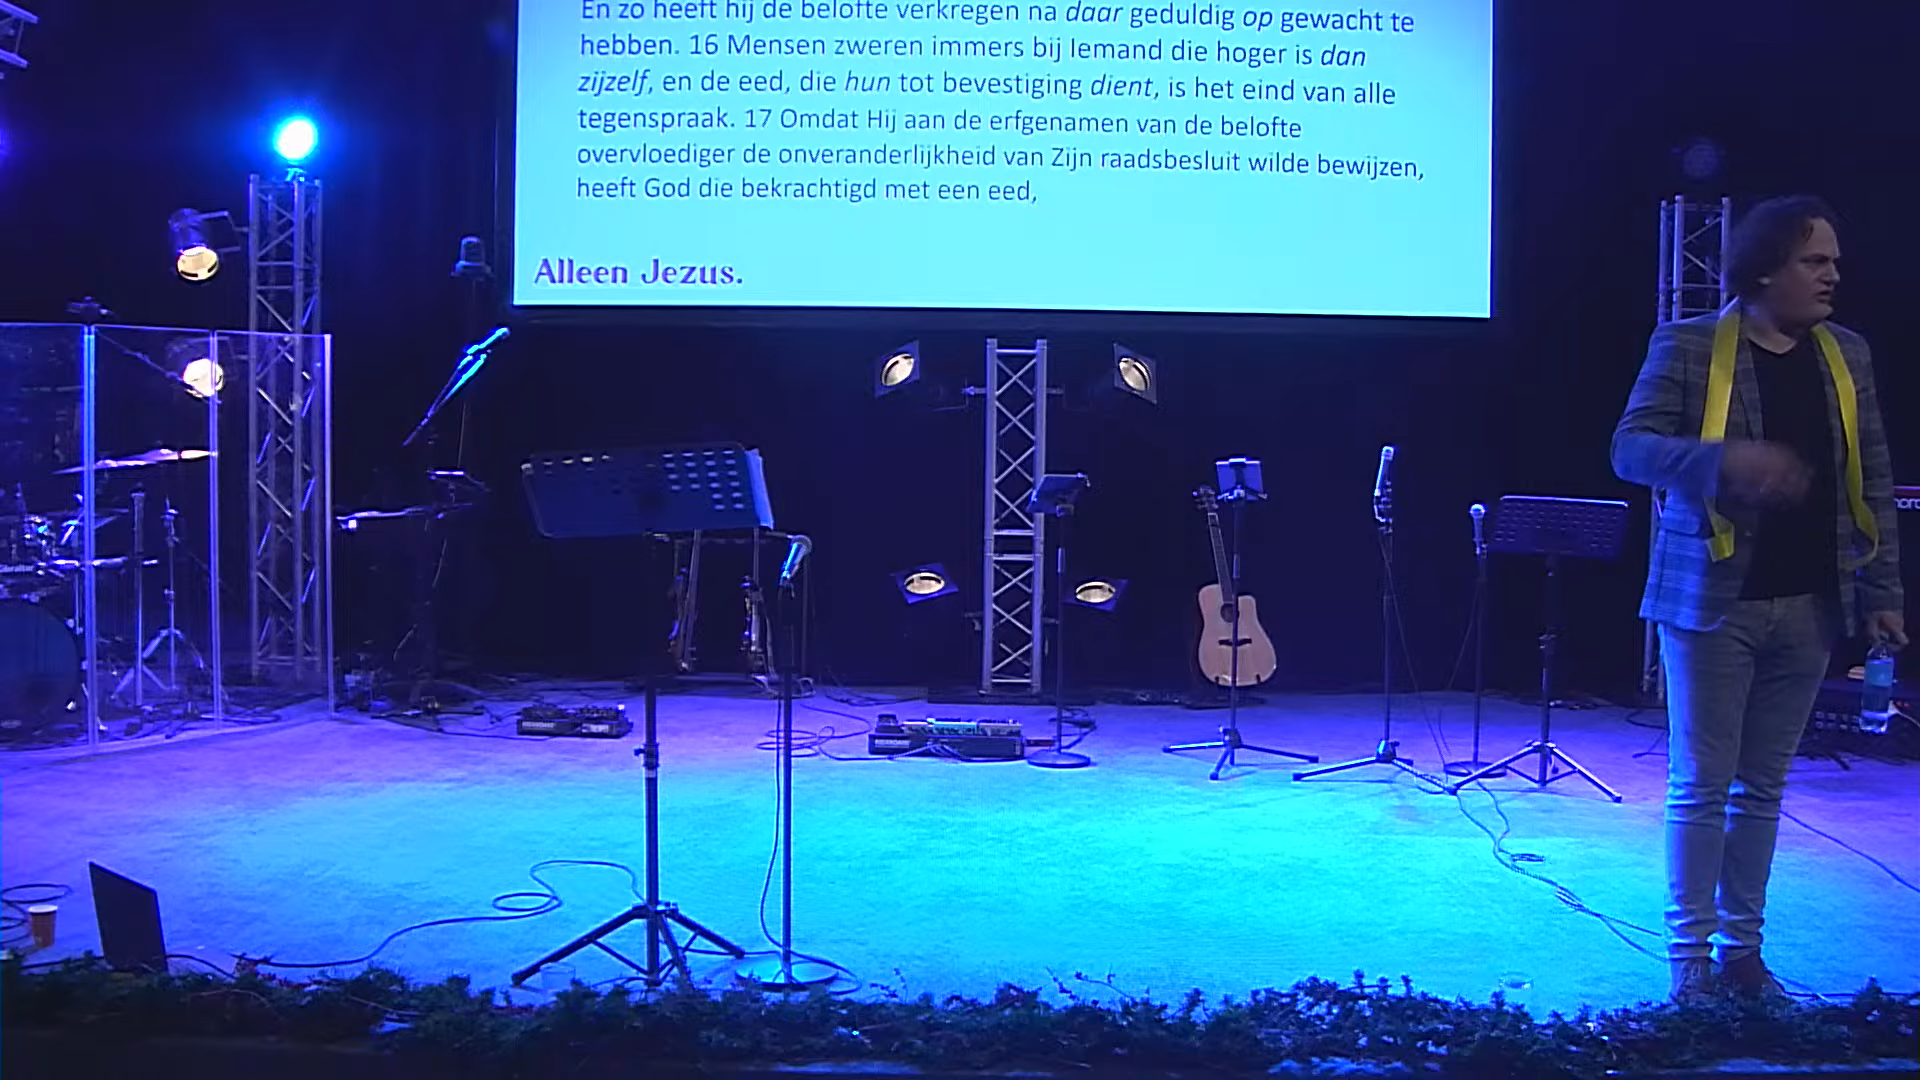 En zo heeft hij de belofte verkregen na daar geduldig op gewacht te
hebben. 16 Mensen zweren immers bij Iemand die hoger is dan
zijzelf, en de eed, die hun tot bevestiging dient, is het eind van alle
tegenspraak. 17 Omdat Hij aan de erfgenamen van de belofte
overvloediger de onveranderlijkheid van Zijn raadsbesluit wilde bewijzen,
heeft God die bekrachtigd met een eed,
Alleen Jezus.